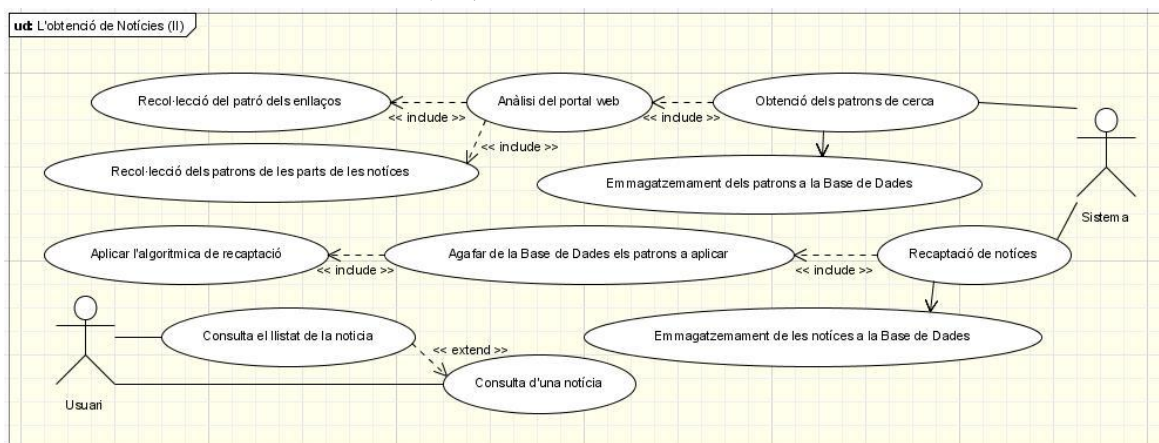 ud: L'obtenció de Notícies (II)
Recol·lecció del patró dels enllaços
Anàlisi del portal web
Obtenció dels patrons de cerca
<< include >>
<< include >>
<< include >>
Recol·lecció dels patrons de les parts de les notíces
Emmagatzemament dels patrons a la Base de Dades
Sistema
Aplicar l'algoritmica de recaptació
Agafar de la Base de Dades els patrons a aplicar
Recaptació de notíces
<< include >>
<< include >>
Consulta el llistat de la noticia
Emmagatzemament de les notíces a la Base de Dades
<< extend >>
Consulta d'una notícia
Usuari